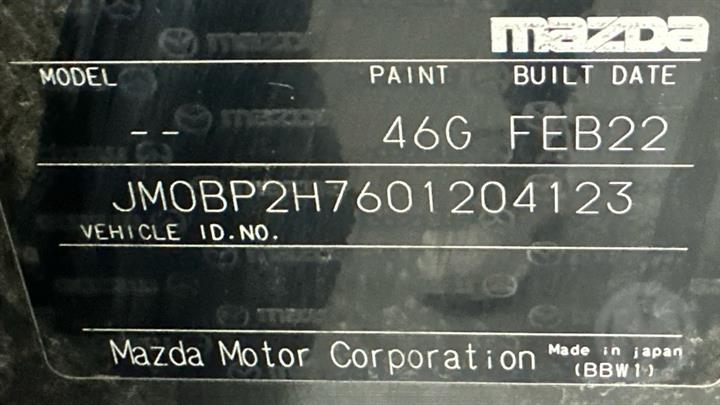 mazda
MODEL PAINT BUILT DATE
-- 46G FEB22
JM0BP2H7601204123
VEHICLE ID.NO.
Mazda Motor Corporation Made in japan
(BBW1)